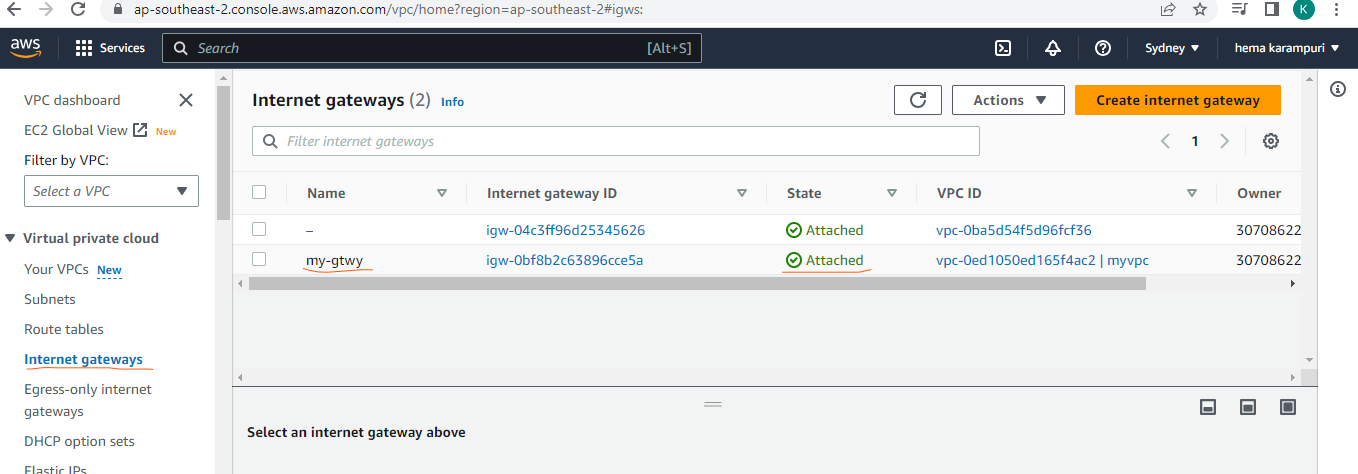 ap-southeast-2.console.aws.amazon.com/vpc/home?region=ap-southeast-2#igws:
K
aws Services Search [Alt+S] Sydney ▼ hema karampuri ▼
VPC dashboard
EC2 Global View New
Filter by VPC:
Select a VPC
Virtual private cloud
Your VPCs New
Subnets
Route tables
Internet gateways
Egress-only internet
gateways
DHCP option sets
Elastic IPs
Internet gateways (2) Info
Actions ▼ Create internet gateway
Filter internet gateways
1
Name Internet gateway ID State VPC ID Owner
– igw-04c3ff96d25345626 Attached vpc-0ba5d54f5d96fcf36 30708622
my-gtwy igw-0bf8b2c63896cce5a Attached vpc-0ed1050ed165f4ac2 | myvpc 30708622
Select an internet gateway above